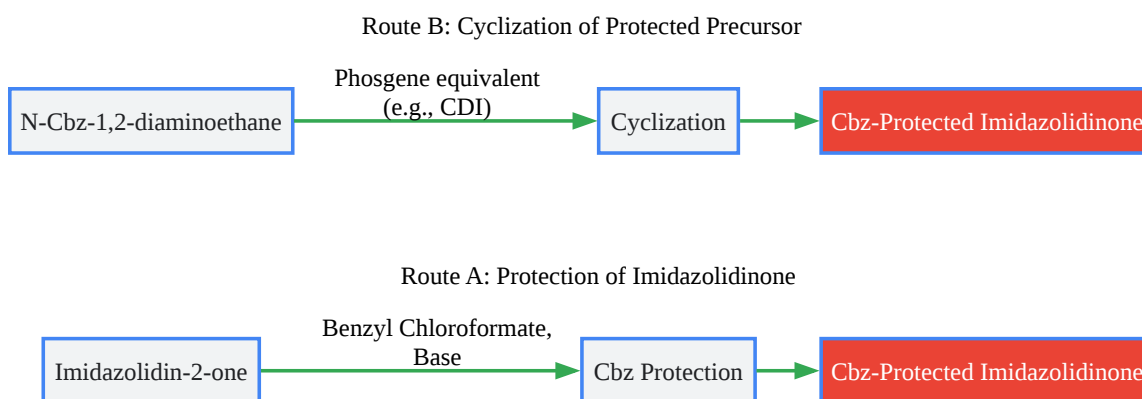 Route B: Cyclization of Protected Precursor
Phosgene equivalent
(e.g., CDI)
N-Cbz-1,2-diaminoethane
Cyclization
Cbz-Protected Imidazolidinone
Route A: Protection of Imidazolidinone
Benzyl Chloroformate,
Base
Imidazolidin-2-one
Cbz Protection
Cbz-Protected Imidazolidinone